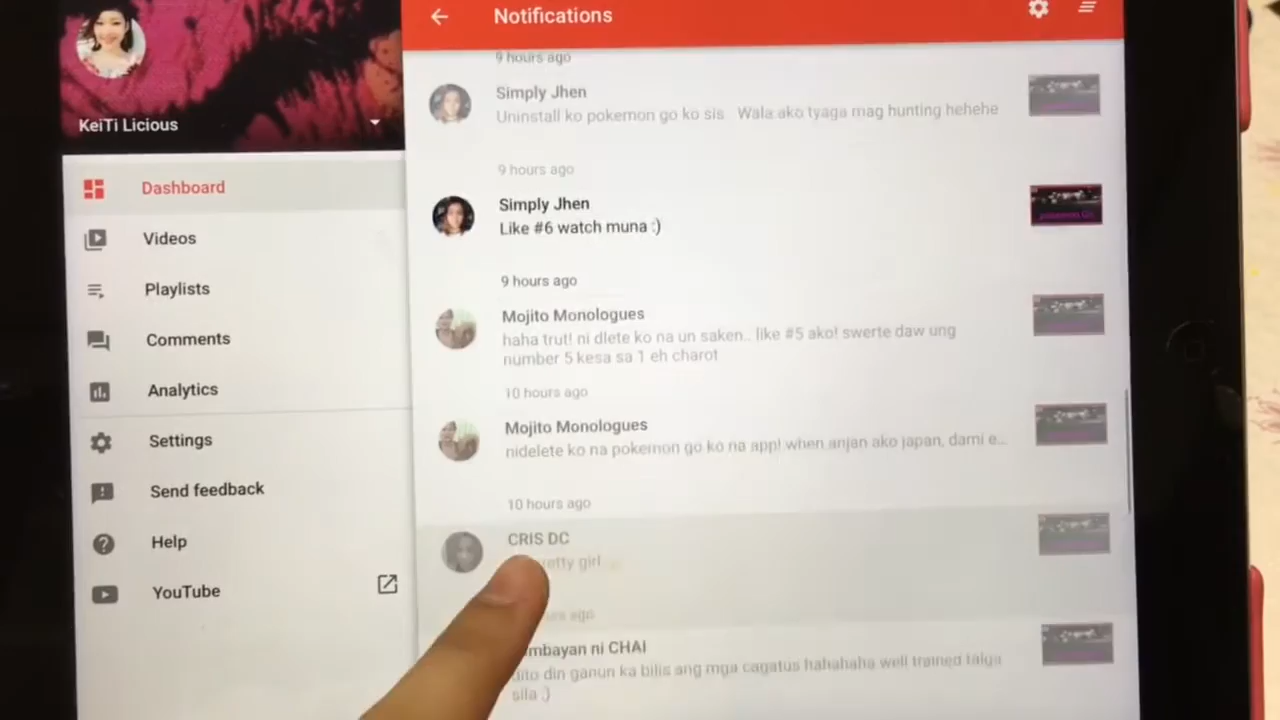 KeiTi Licious
Dashboard
Videos
Playlists
Comments
Analytics
Settings
Send feedback
Help
YouTube
Notifications
9 hours ago
Simply Jhen
Uninstall ko pokemon go ko sis Wala ako tyaga mag hunting hehehe
9 hours ago
Simply Jhen
Like #6 watch muna :)
9 hours ago
Mojito Monologues
haha trut! ni dlete ko na un saken.. like #5 ako! swerte daw ung
number 5 kesa sa 1 eh charot
10 hours ago
Mojito Monologues
nidelete ko na pokemon go ko na app! when anjan ako japan, dami e...
10 hours ago
CRIS DC
girl
ago
ni CHAI
dito din ganun ka bilis ang mga cagatus hahahaha well trained talga
sila :)
pokemon GO